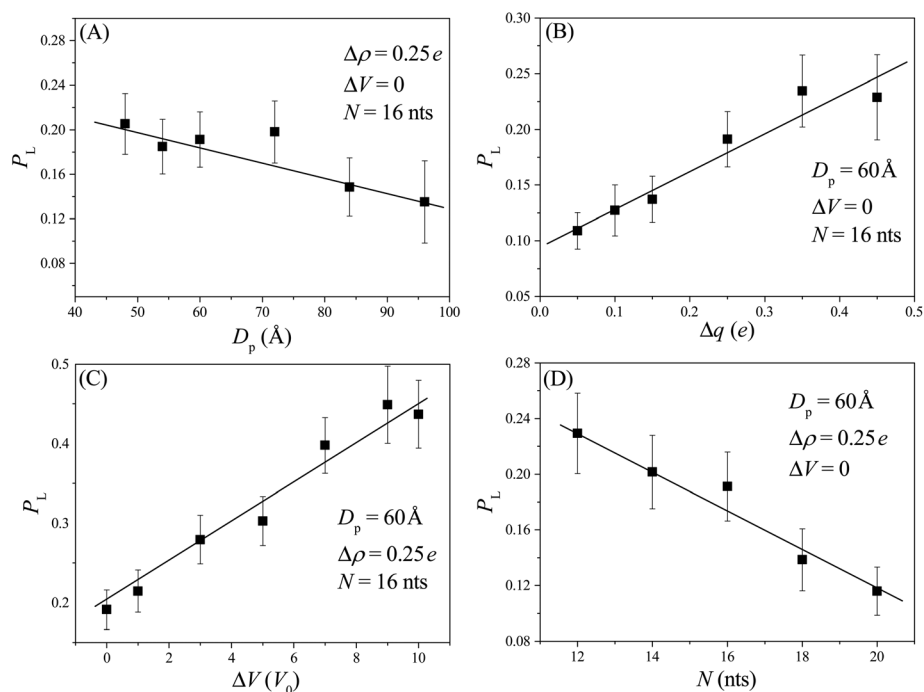 (A)
Δρ = 0.25 e
ΔV = 0
N = 16 nts
P_L
0.28
0.24
0.20
0.16
0.12
0.08
40 50 60 70 80 90 100
D_p (Å)
(B)
D_p = 60 Å
ΔV = 0
N = 16 nts
P_L
0.30
0.25
0.20
0.15
0.10
0.05
0.0 0.1 0.2 0.3 0.4 0.5
Δq (e)
(C)
D_p = 60 Å
Δρ = 0.25 e
N = 16 nts
P_L
0.5
0.4
0.3
0.2
0 2 4 6 8 10
ΔV (V_0)
(D)
D_p = 60 Å
Δρ = 0.25 e
ΔV = 0
P_L
0.28
0.24
0.20
0.16
0.12
0.08
12 14 16 18 20
N (nts)